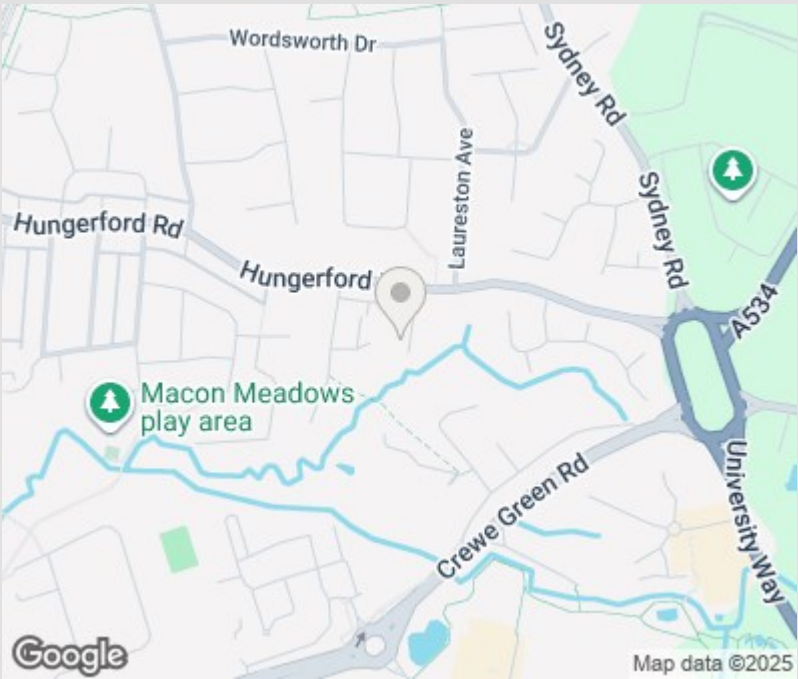 Wordsworth Dr
Sydney Rd
Laureston Ave
Sydney Rd
Hungerford Rd
Hungerford
A534
Macon Meadows
play area
Crewe Green Rd
University Way
Google
Map data ©2025